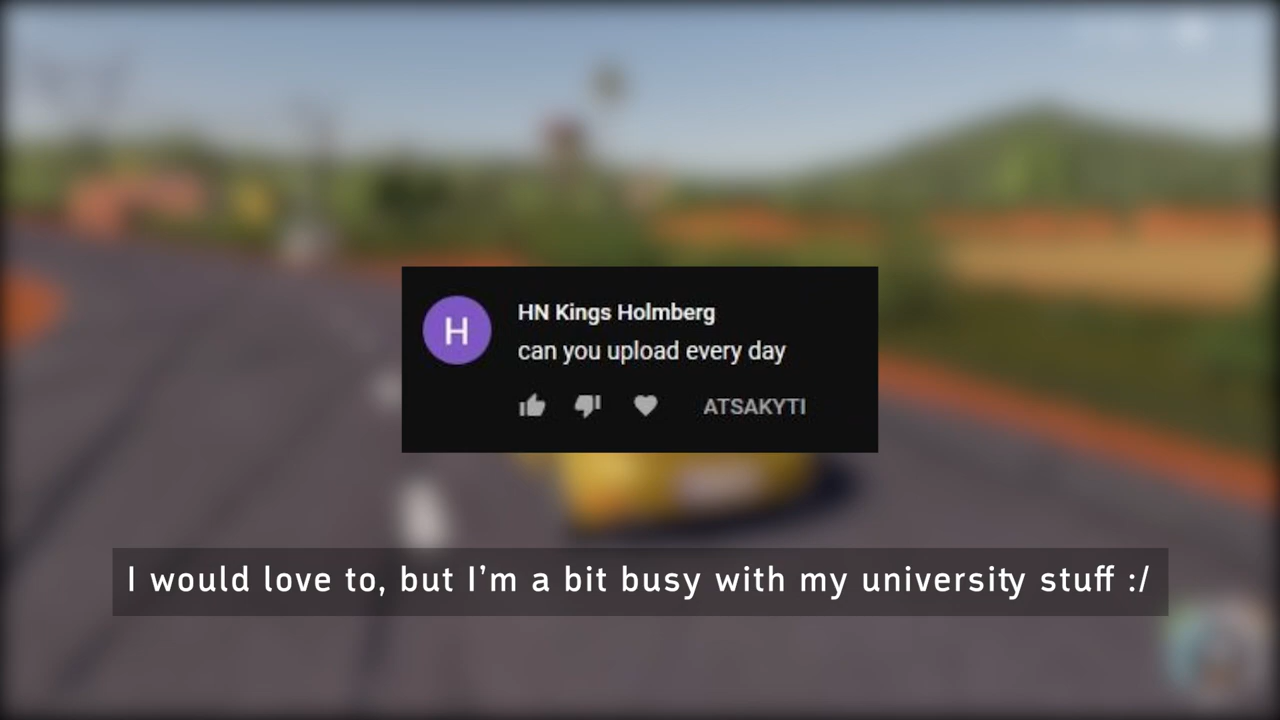 H
HN Kings Holmberg
can you upload every day
ATSAKYTI
I would love to, but I'm a bit busy with my university stuff :/